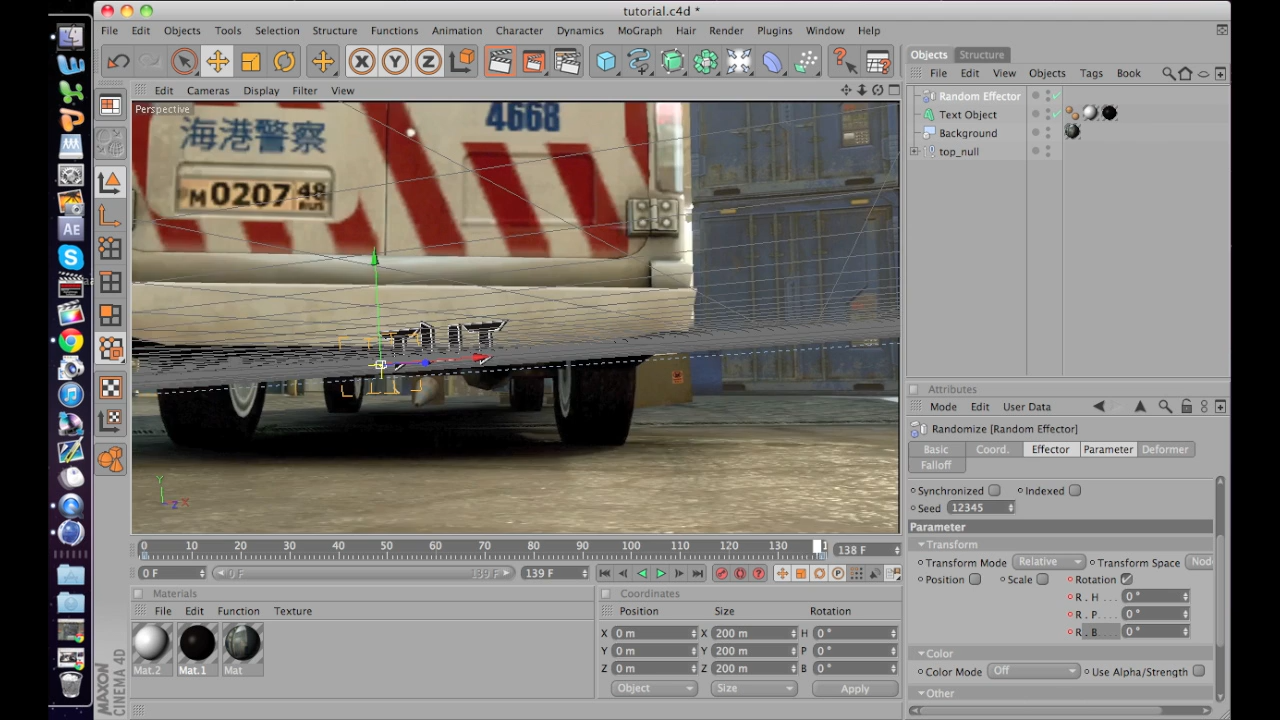 tutorial.c4d *
File Edit Objects Tools Selection Structure Functions Animation Character Dynamics MoGraph Hair Render Plugins Window Help
Objects Structure
File Edit View Objects Tags Book
Edit Cameras Display Filter View
Perspective
Random Effector
Text Object
Background
top_null
海港警察
4668
M 0207 48
RUS
Attributes
Mode Edit User Data
Randomize [Random Effector]
Basic Coord. Effector Parameter Deformer
Falloff
Synchronized Indexed
Seed 12345
Parameter
Transform
Transform Mode Relative Transform Space Nod
Position Scale Rotation
R . H 0 °
R . P 0 °
R . B 0 °
Color
Color Mode Off Use Alpha/Strength
Other
0 10 20 30 40 50 60 70 80 90 100 110 120 130 1
138 F
0 F 0 F 139 F 139 F
Materials
File Edit Function Texture
Mat.2 Mat.1 Mat
Coordinates
Position Size Rotation
X 0 m X 200 m H 0 °
Y 0 m Y 200 m P 0 °
Z 0 m Z 200 m B 0 °
Object Size Apply
MAXON
CINEMA 4D
Ae
X Y Z
Y
Z X